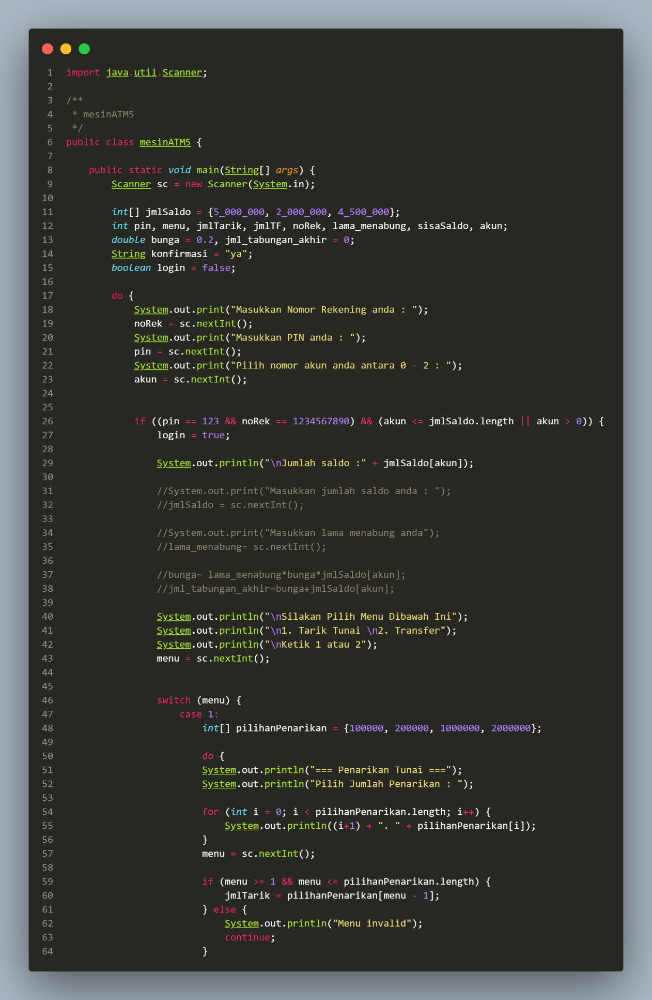 1 import java.util.Scanner;
2
3 /**
4  * mesinATM5
5  */
6 public class mesinATM5 {
7
8     public static void main(String[] args) {
9         Scanner sc = new Scanner(System.in);
10
11         int[] jmlSaldo = {5_000_000, 2_000_000, 4_500_000};
12         int pin, menu, jmlTarik, jmlTF, noRek, lama_menabung, sisaSaldo, akun;
13         double bunga = 0.2, jml_tabungan_akhir = 0;
14         String konfirmasi = "ya";
15         boolean login = false;
16
17         do {
18             System.out.print("Masukkan Nomor Rekening anda : ");
19             noRek = sc.nextInt();
20             System.out.print("Masukkan PIN anda : ");
21             pin = sc.nextInt();
22             System.out.print("Pilih nomor akun anda antara 0 - 2 : ");
23             akun = sc.nextInt();
24
25
26             if ((pin == 123 && noRek == 1234567890) && (akun <= jmlSaldo.length || akun > 0)) {
27                 login = true;
28
29                 System.out.println("\nJumlah saldo :" + jmlSaldo[akun]);
30
31                 //System.out.print("Masukkan jumlah saldo anda : ");
32                 //jmlSaldo = sc.nextInt();
33
34                 //System.out.print("Masukkan lama menabung anda");
35                 //lama_menabung= sc.nextInt();
36
37                 //bunga= lama_menabung*bunga*jmlSaldo[akun];
38                 //jml_tabungan_akhir=bunga+jmlSaldo[akun];
39
40                 System.out.println("\nSilakan Pilih Menu Dibawah Ini");
41                 System.out.println("\n1. Tarik Tunai \n2. Transfer");
42                 System.out.println("\nKetik 1 atau 2");
43                 menu = sc.nextInt();
44
45
46                 switch (menu) {
47                     case 1:
48                         int[] pilihanPenarikan = {100000, 200000, 1000000, 2000000};
49
50                         do {
51                         System.out.println("=== Penarikan Tunai ===");
52                         System.out.println("Pilih Jumlah Penarikan : ");
53
54                         for (int i = 0; i < pilihanPenarikan.length; i++) {
55                             System.out.println((i+1) + ". " + pilihanPenarikan[i]);
56                         }
57                         menu = sc.nextInt();
58
59                         if (menu >= 1 && menu <= pilihanPenarikan.length) {
60                             jmlTarik = pilihanPenarikan[menu - 1];
61                         } else {
62                             System.out.println("Menu invalid");
63                             continue;
64                         }